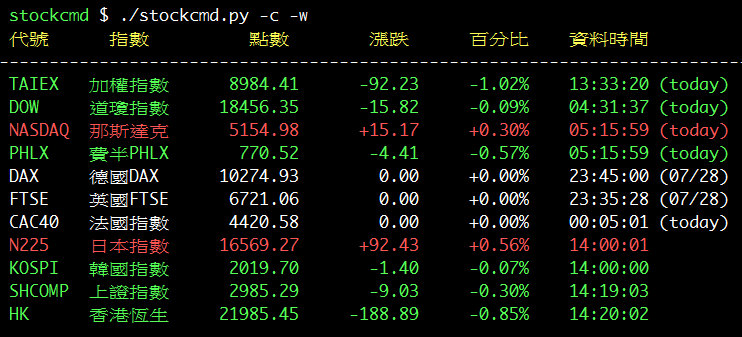 stockcmd $ ./stockcmd.py -c -w
代號 指數 點數 漲跌 百分比 資料時間
--------------------------------------------------------------------------
TAIEX 加權指數 8984.41 -92.23 -1.02% 13:33:20 (today)
DOW 道瓊指數 18456.35 -15.82 -0.09% 04:31:37 (today)
NASDAQ 那斯達克 5154.98 +15.17 +0.30% 05:15:59 (today)
PHLX 費半PHLX 770.52 -4.41 -0.57% 05:15:59 (today)
DAX 德國DAX 10274.93 0.00 +0.00% 23:45:00 (07/28)
FTSE 英國FTSE 6721.06 0.00 +0.00% 23:35:28 (07/28)
CAC40 法國指數 4420.58 0.00 +0.00% 00:05:01 (today)
N225 日本指數 16569.27 +92.43 +0.56% 14:00:01
KOSPI 韓國指數 2019.70 -1.40 -0.07% 14:00:00
SHCOMP 上證指數 2985.29 -9.03 -0.30% 14:19:03
HK 香港恆生 21985.45 -188.89 -0.85% 14:20:02